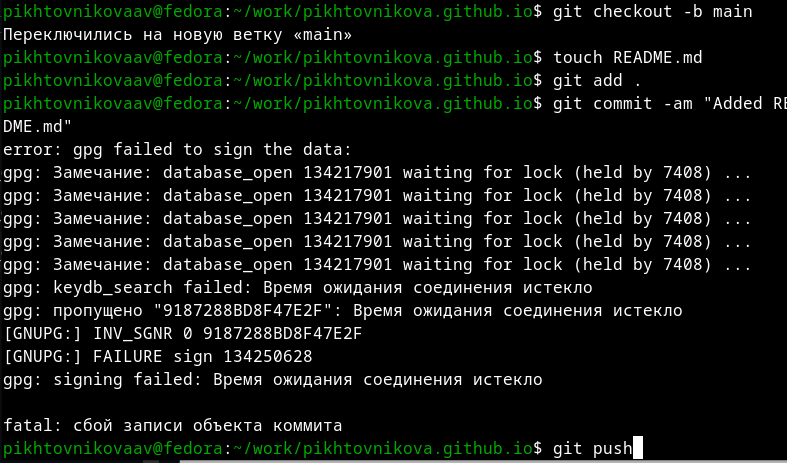 pikhtovnikovaav@fedora:~/work/pikhtovnikova.github.io$ git checkout -b main
Переключились на новую ветку «main»
pikhtovnikovaav@fedora:~/work/pikhtovnikova.github.io$ touch README.md
pikhtovnikovaav@fedora:~/work/pikhtovnikova.github.io$ git add .
pikhtovnikovaav@fedora:~/work/pikhtovnikova.github.io$ git commit -am "Added RE
DME.md"
error: gpg failed to sign the data:
gpg: Замечание: database_open 134217901 waiting for lock (held by 7408) ...
gpg: Замечание: database_open 134217901 waiting for lock (held by 7408) ...
gpg: Замечание: database_open 134217901 waiting for lock (held by 7408) ...
gpg: Замечание: database_open 134217901 waiting for lock (held by 7408) ...
gpg: Замечание: database_open 134217901 waiting for lock (held by 7408) ...
gpg: keydb_search failed: Время ожидания соединения истекло
gpg: пропущено "9187288BD8F47E2F": Время ожидания соединения истекло
[GNUPG:] INV_SGNR 0 9187288BD8F47E2F
[GNUPG:] FAILURE sign 134250628
gpg: signing failed: Время ожидания соединения истекло
fatal: сбой записи объекта коммита
pikhtovnikovaav@fedora:~/work/pikhtovnikova.github.io$ git push